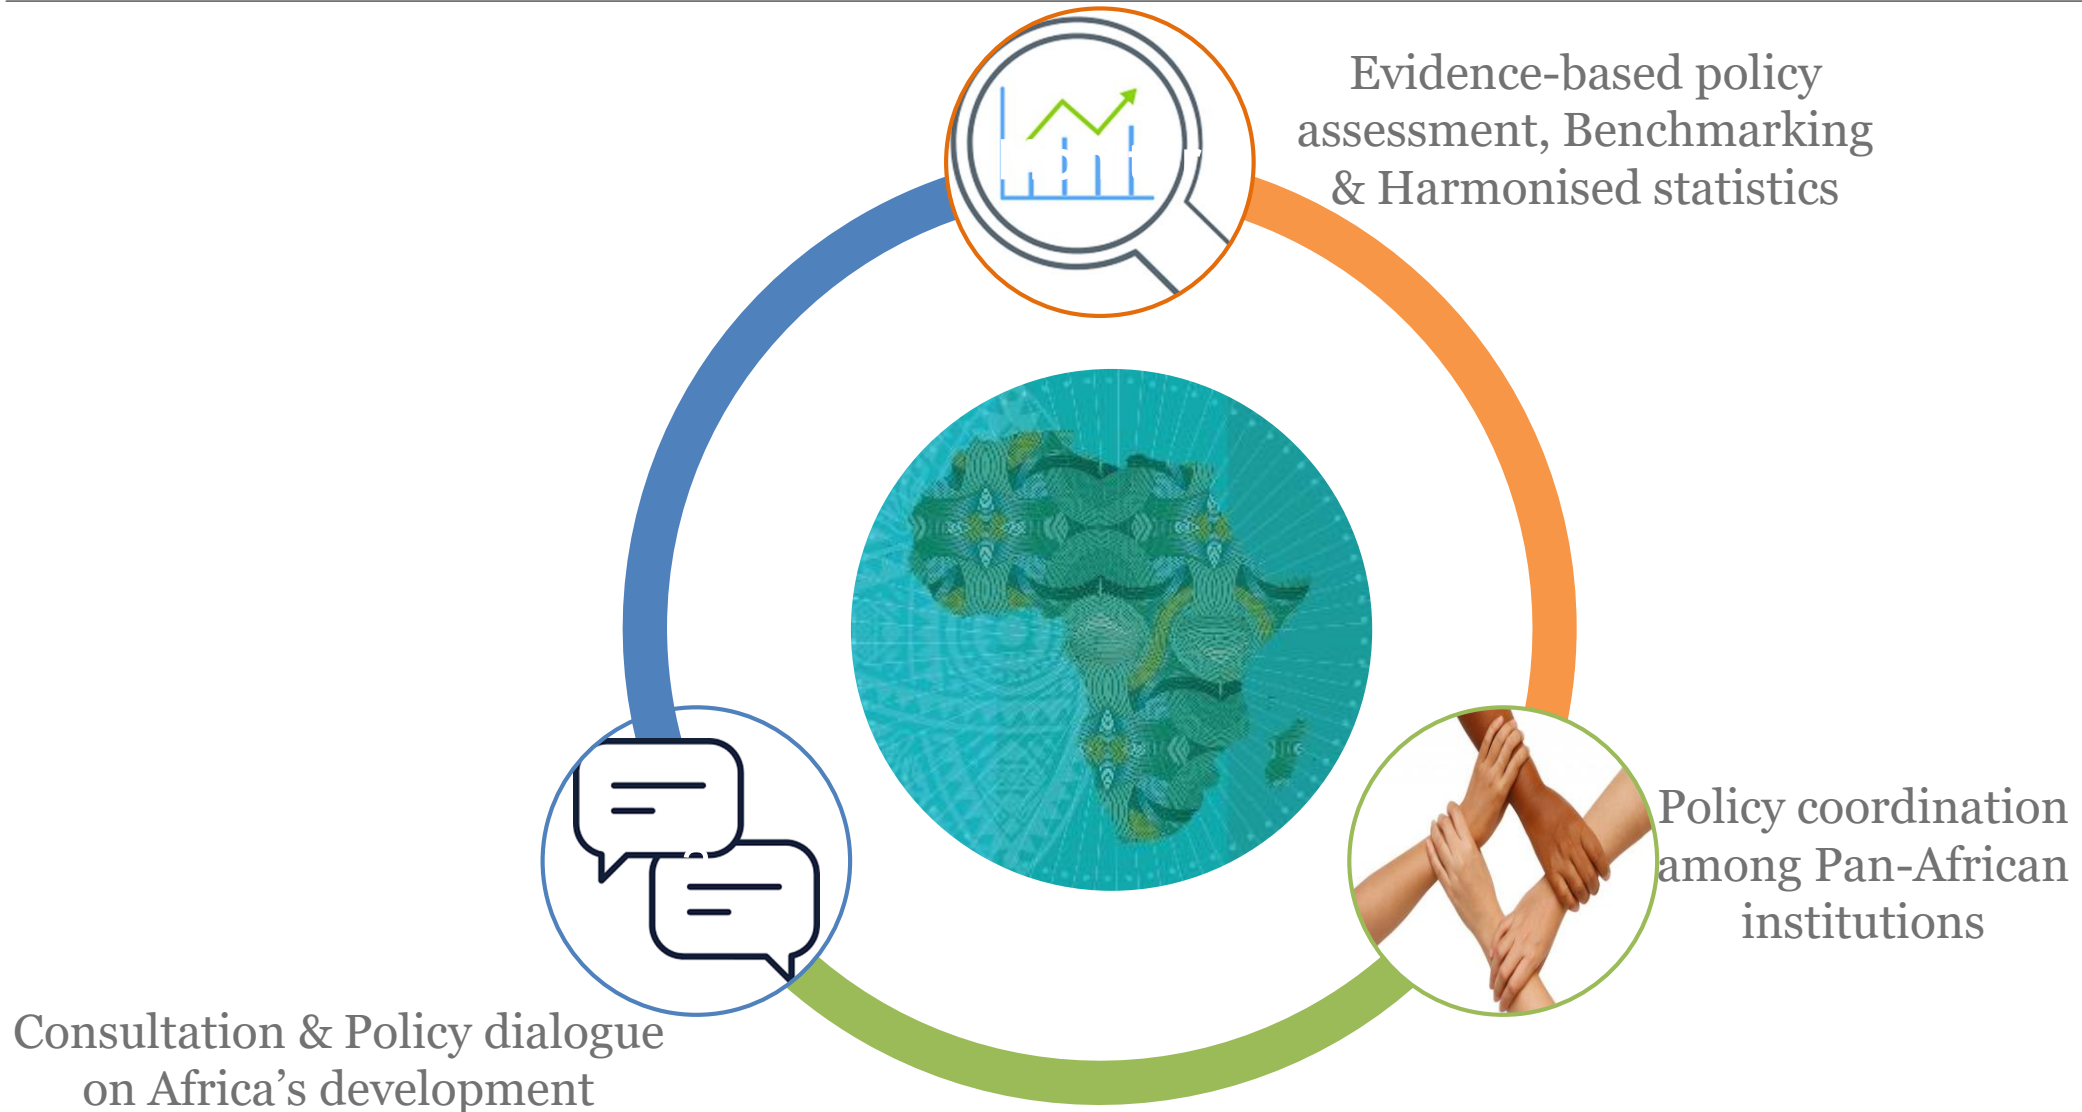 Evidence-based policy
assessment, Benchmarking
& Harmonised statistics
Policy coordination
among Pan-African
institutions
Consultation & Policy dialogue
on Africa’s development